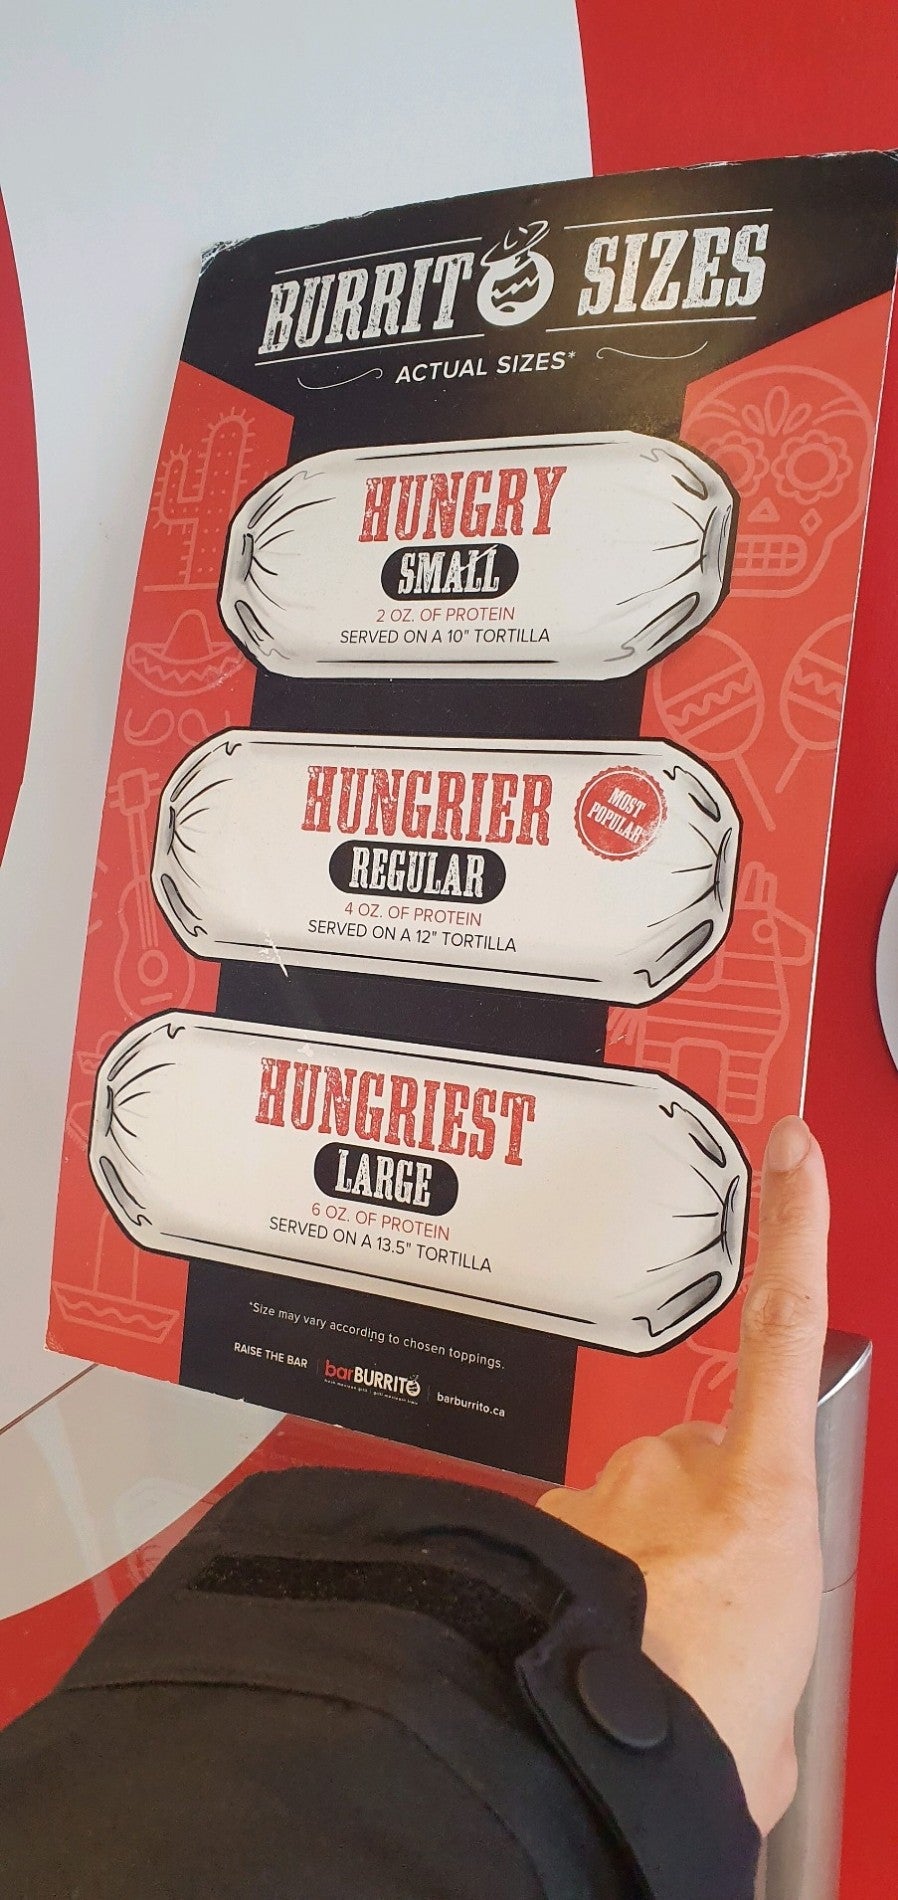 BURRITO SIZES
ACTUAL SIZES*
HUNGRY
SMALL
2 OZ. OF PROTEIN
SERVED ON A 10" TORTILLA
HUNGRIER
MOST
POPULAR
REGULAR
4 OZ. OF PROTEIN
SERVED ON A 12" TORTILLA
HUNGRIEST
LARGE
6 OZ. OF PROTEIN
SERVED ON A 13.5" TORTILLA
*Size may vary according to chosen toppings.
RAISE THE BAR | barBURRITO | barburrito.ca